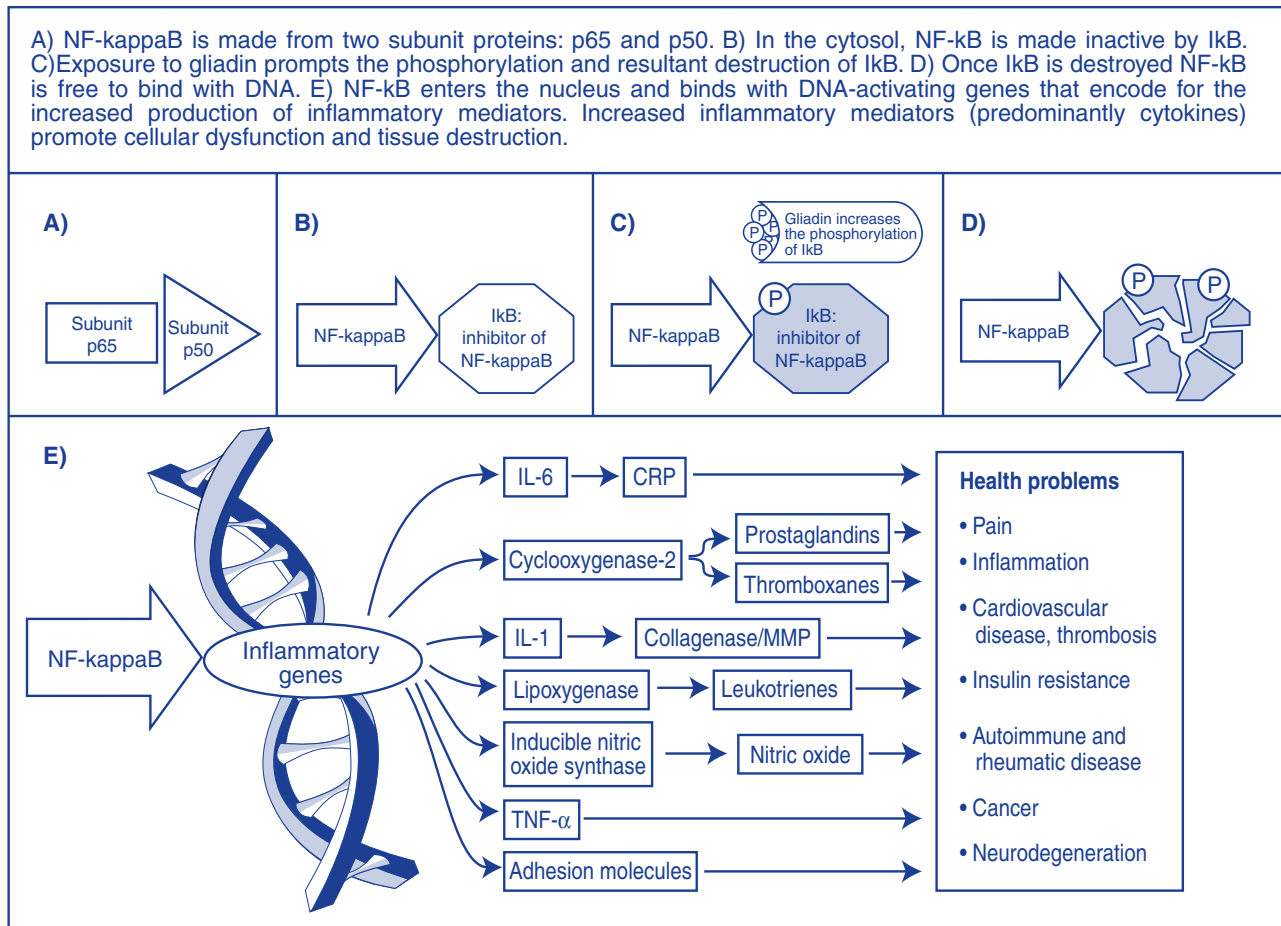 A) NF-kappaB is made from two subunit proteins: p65 and p50. B) In the cytosol, NF-kB is made inactive by IkB.
C)Exposure to gliadin prompts the phosphorylation and resultant destruction of IkB. D) Once IkB is destroyed NF-kB
is free to bind with DNA. E) NF-kB enters the nucleus and binds with DNA-activating genes that encode for the
increased production of inflammatory mediators. Increased inflammatory mediators (predominantly cytokines)
promote cellular dysfunction and tissue destruction.
A)
Subunit
p65
Subunit
p50
B)
NF-kappaB
IkB:
inhibitor of
NF-kappaB
C)
P
P
P
P
P
Gliadin increases
the phosphorylation
of IkB
NF-kappaB
P
IkB:
inhibitor of
NF-kappaB
D)
NF-kappaB
P
P
E)
NF-kappaB
Inflammatory
genes
IL-6
CRP
Cyclooxygenase-2
Prostaglandins
Thromboxanes
IL-1
Collagenase/MMP
Lipoxygenase
Leukotrienes
Inducible nitric
oxide synthase
Nitric oxide
TNF-α
Adhesion molecules
Health problems
• Pain
• Inflammation
• Cardiovascular
disease, thrombosis
• Insulin resistance
• Autoimmune and
rheumatic disease
• Cancer
• Neurodegeneration